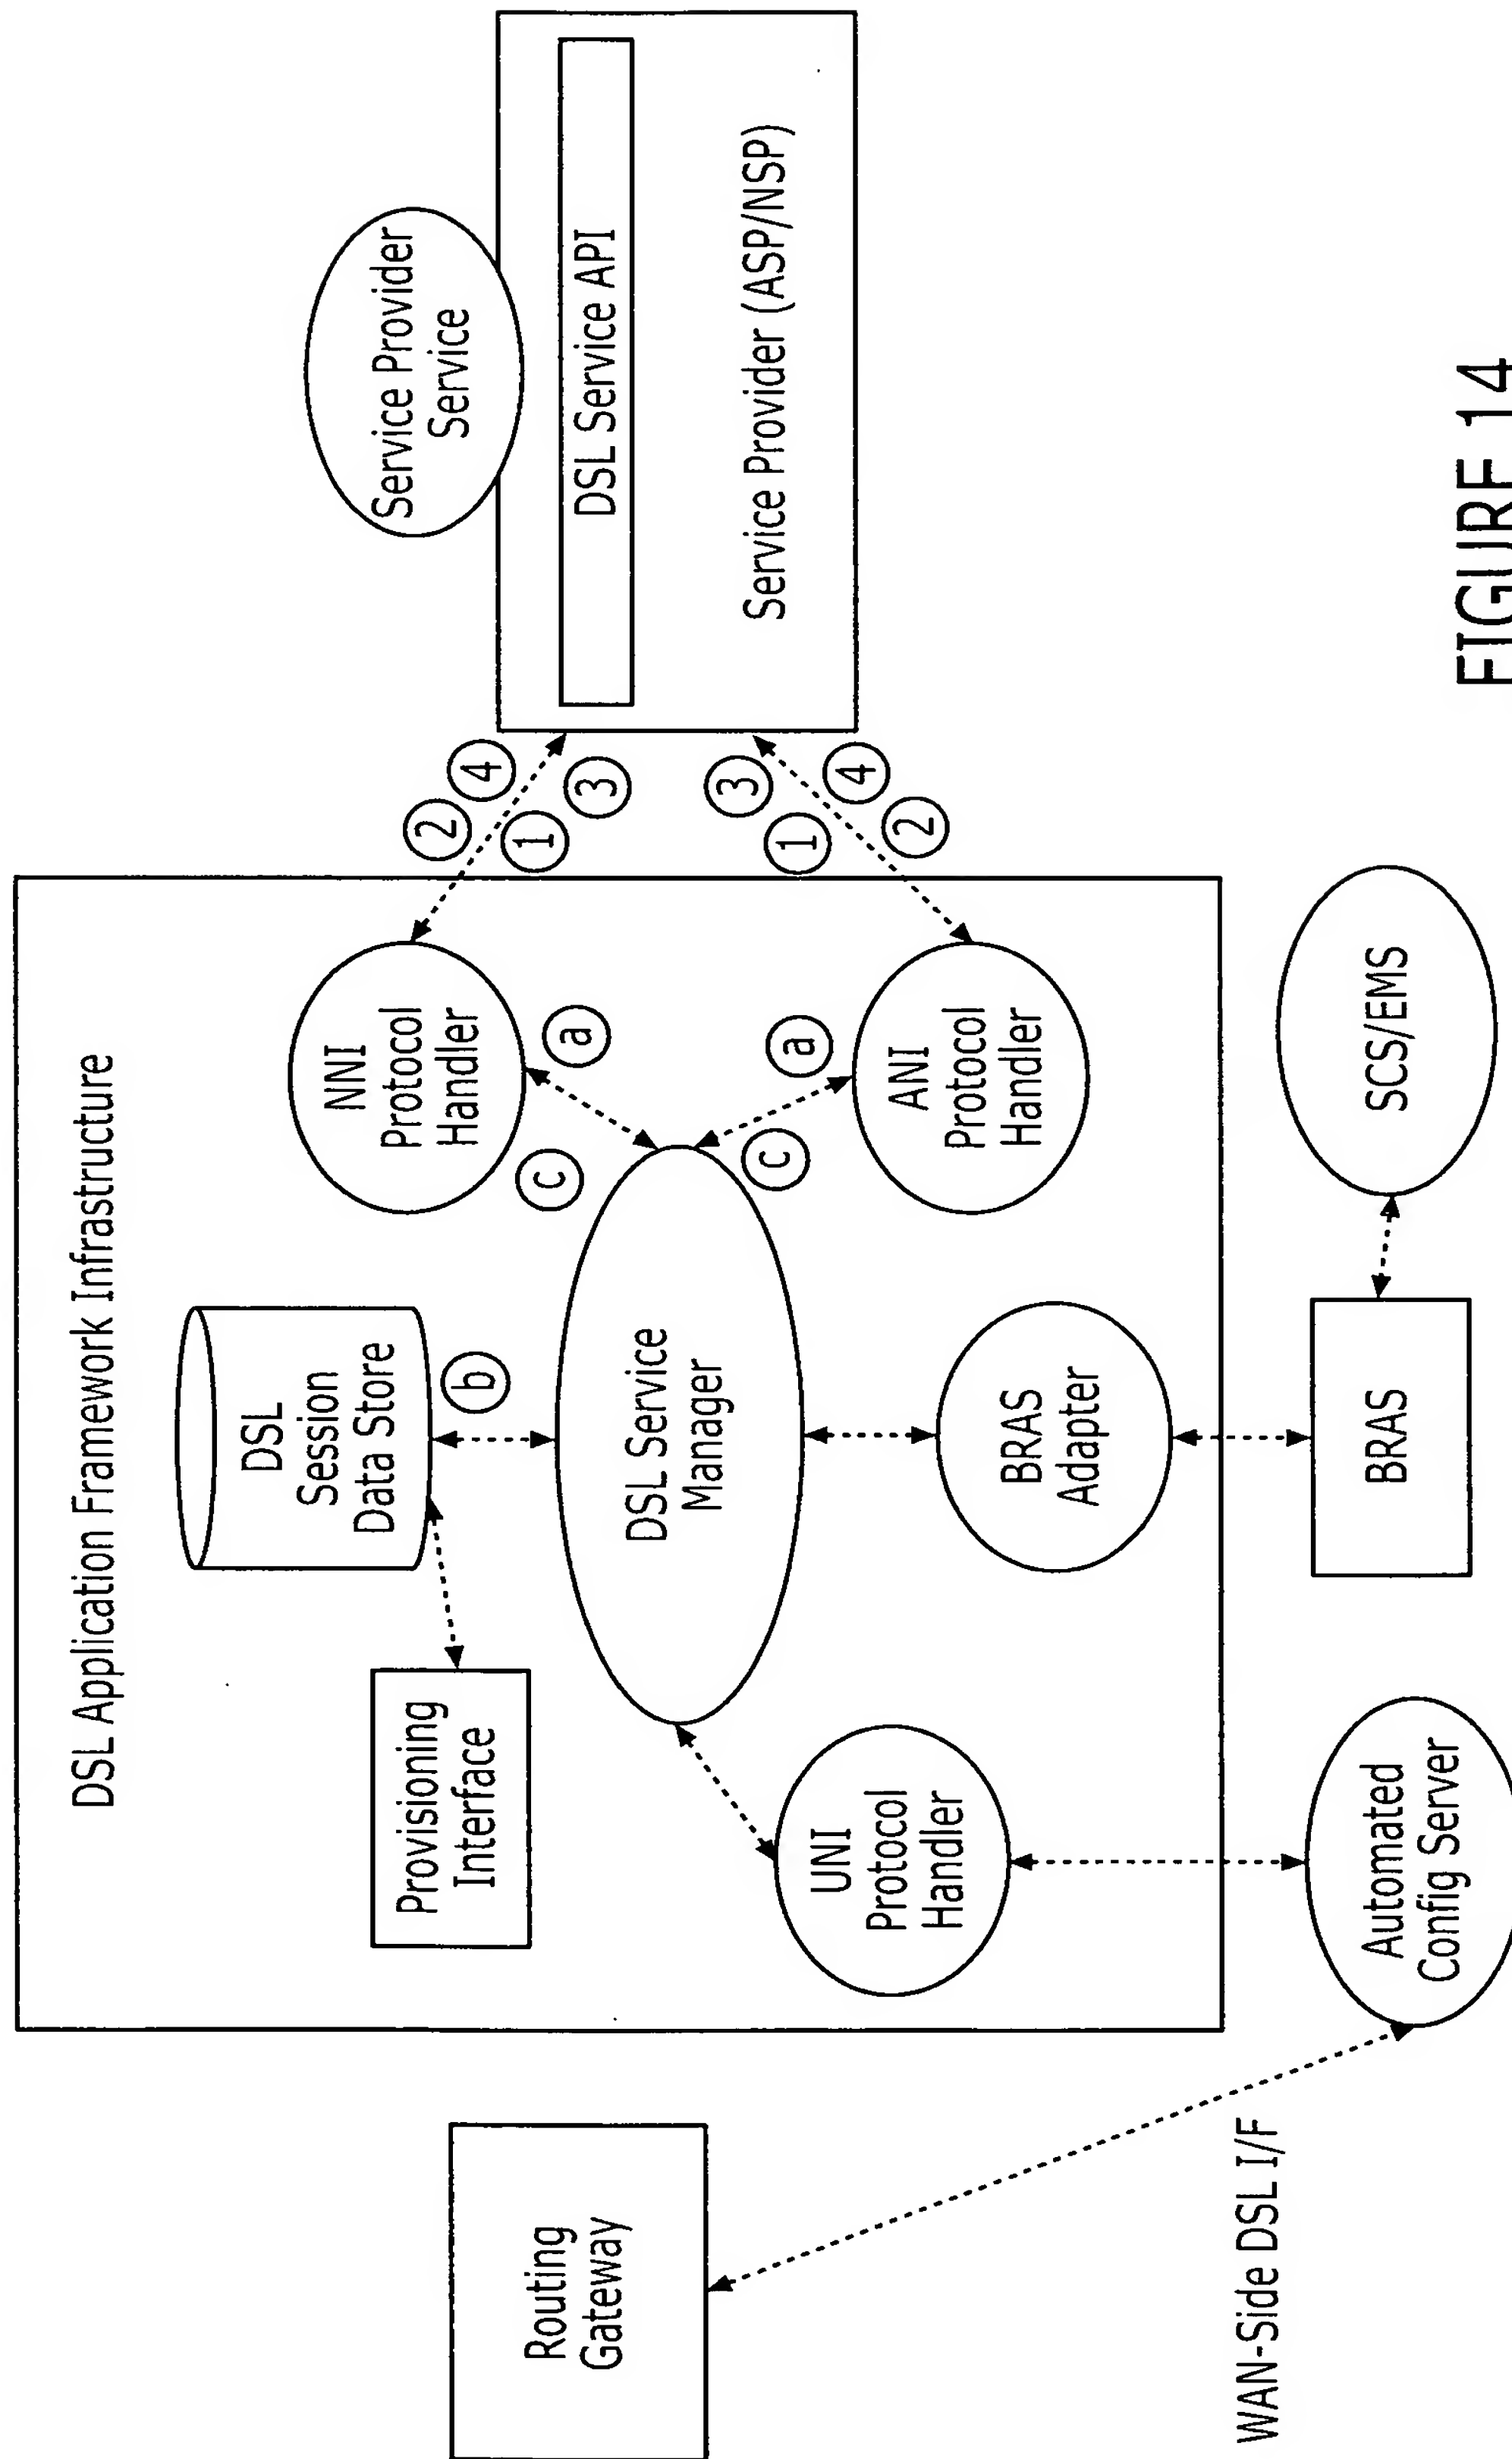 DSL Application Framework Infrastructure
Routing
Gateway
WAN-Side DSL I/F
Provisioning
Interface
DSL
Session
Data Store
b
DSL Service
Manager
UNI
Protocol
Handler
BRAS
Adapter
NNI
Protocol
Handler
a
c
a
c
ANI
Protocol
Handler
Automated
Config Server
BRAS
SCS/EMS
2
4
1
3
3
1
4
2
Service Provider
Service
DSL Service API
Service Provider (ASP/NSP)
FIGURE 14